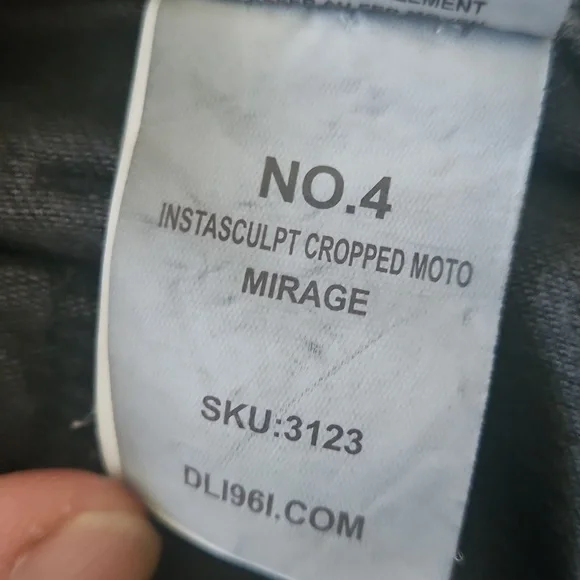 NO.4
INSTASCULPT CROPPED MOTO
MIRAGE
SKU:3123
DL1961.COM